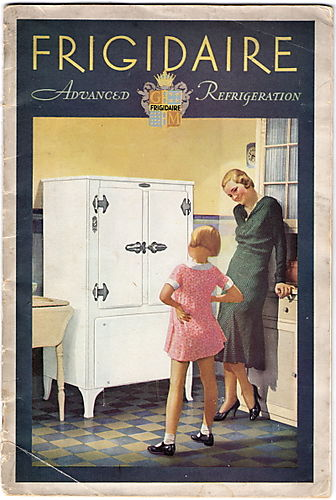 FRIGIDAIRE
ADVANCED REFRIGERATION
G
FRIGIDAIRE
M